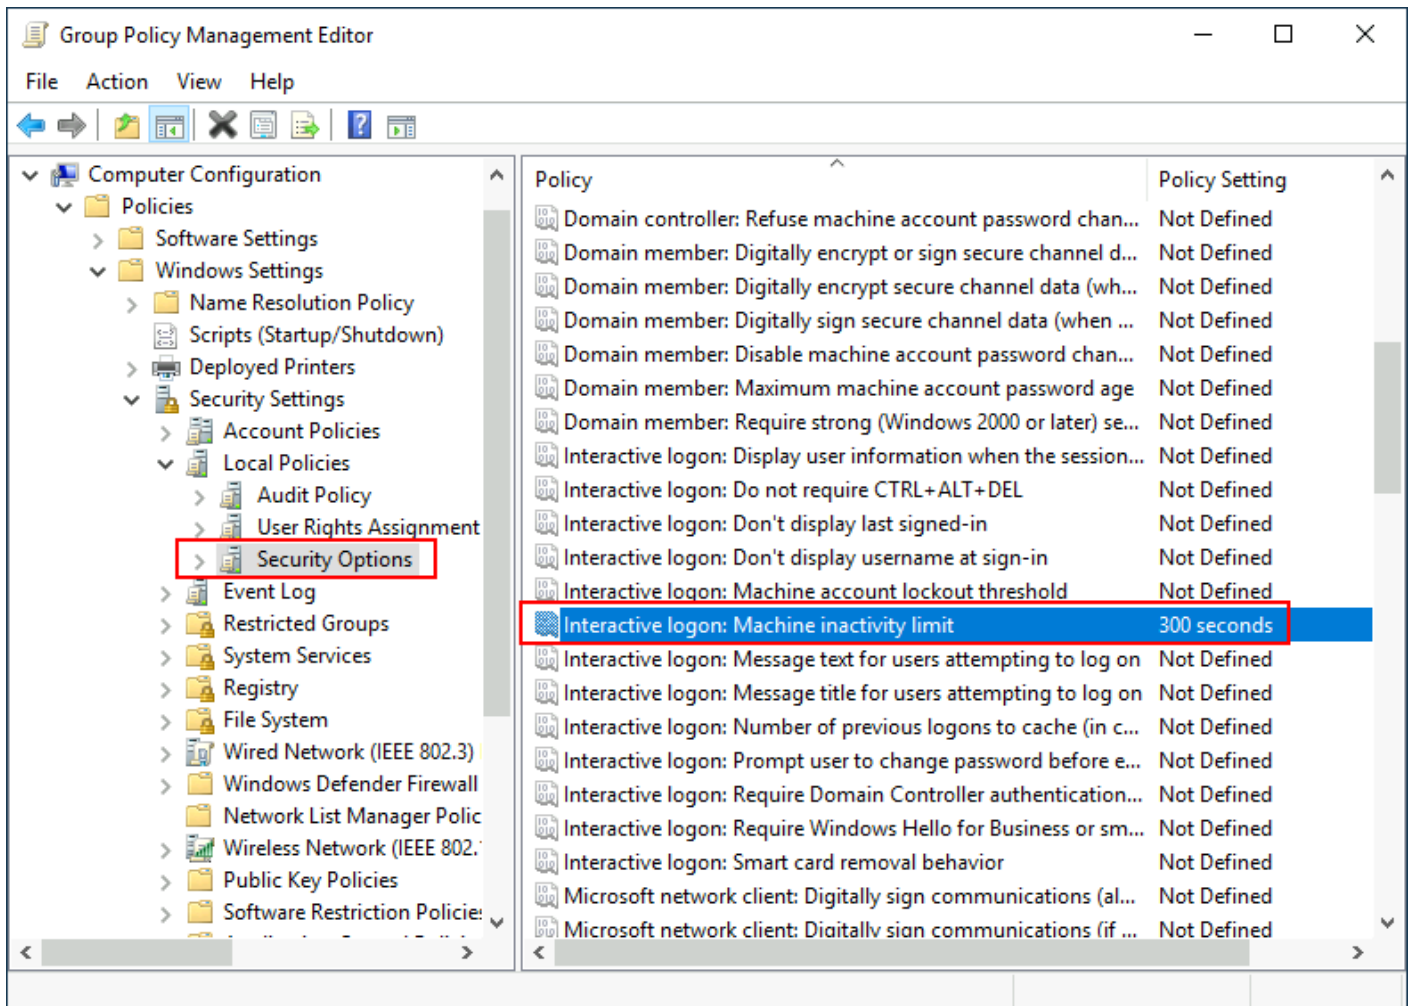 Group Policy Management Editor
File Action View Help
Computer Configuration
Policies
Software Settings
Windows Settings
Name Resolution Policy
Scripts (Startup/Shutdown)
Deployed Printers
Security Settings
Account Policies
Local Policies
Audit Policy
User Rights Assignment
Security Options
Event Log
Restricted Groups
System Services
Registry
File System
Wired Network (IEEE 802.3)
Windows Defender Firewall
Network List Manager Polic
Wireless Network (IEEE 802.1
Public Key Policies
Software Restriction Policies
Policy Policy Setting
Domain controller: Refuse machine account password chan... Not Defined
Domain member: Digitally encrypt or sign secure channel d... Not Defined
Domain member: Digitally encrypt secure channel data (wh... Not Defined
Domain member: Digitally sign secure channel data (when ... Not Defined
Domain member: Disable machine account password chan... Not Defined
Domain member: Maximum machine account password age Not Defined
Domain member: Require strong (Windows 2000 or later) se... Not Defined
Interactive logon: Display user information when the session... Not Defined
Interactive logon: Do not require CTRL+ALT+DEL Not Defined
Interactive logon: Don't display last signed-in Not Defined
Interactive logon: Don't display username at sign-in Not Defined
Interactive logon: Machine account lockout threshold Not Defined
Interactive logon: Machine inactivity limit 300 seconds
Interactive logon: Message text for users attempting to log on Not Defined
Interactive logon: Message title for users attempting to log on Not Defined
Interactive logon: Number of previous logons to cache (in c... Not Defined
Interactive logon: Prompt user to change password before e... Not Defined
Interactive logon: Require Domain Controller authentication... Not Defined
Interactive logon: Require Windows Hello for Business or sm... Not Defined
Interactive logon: Smart card removal behavior Not Defined
Microsoft network client: Digitally sign communications (al... Not Defined
Microsoft network client: Digitally sign communications (if ... Not Defined